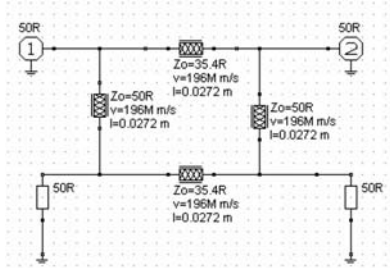 50R
50R
1
2
Zo=35.4R
v=196M m/s
l=0.0272 m
Zo=50R
v=196M m/s
l=0.0272 m
Zo=50R
v=196M m/s
l=0.0272 m
50R
Zo=35.4R
v=196M m/s
l=0.0272 m
50R